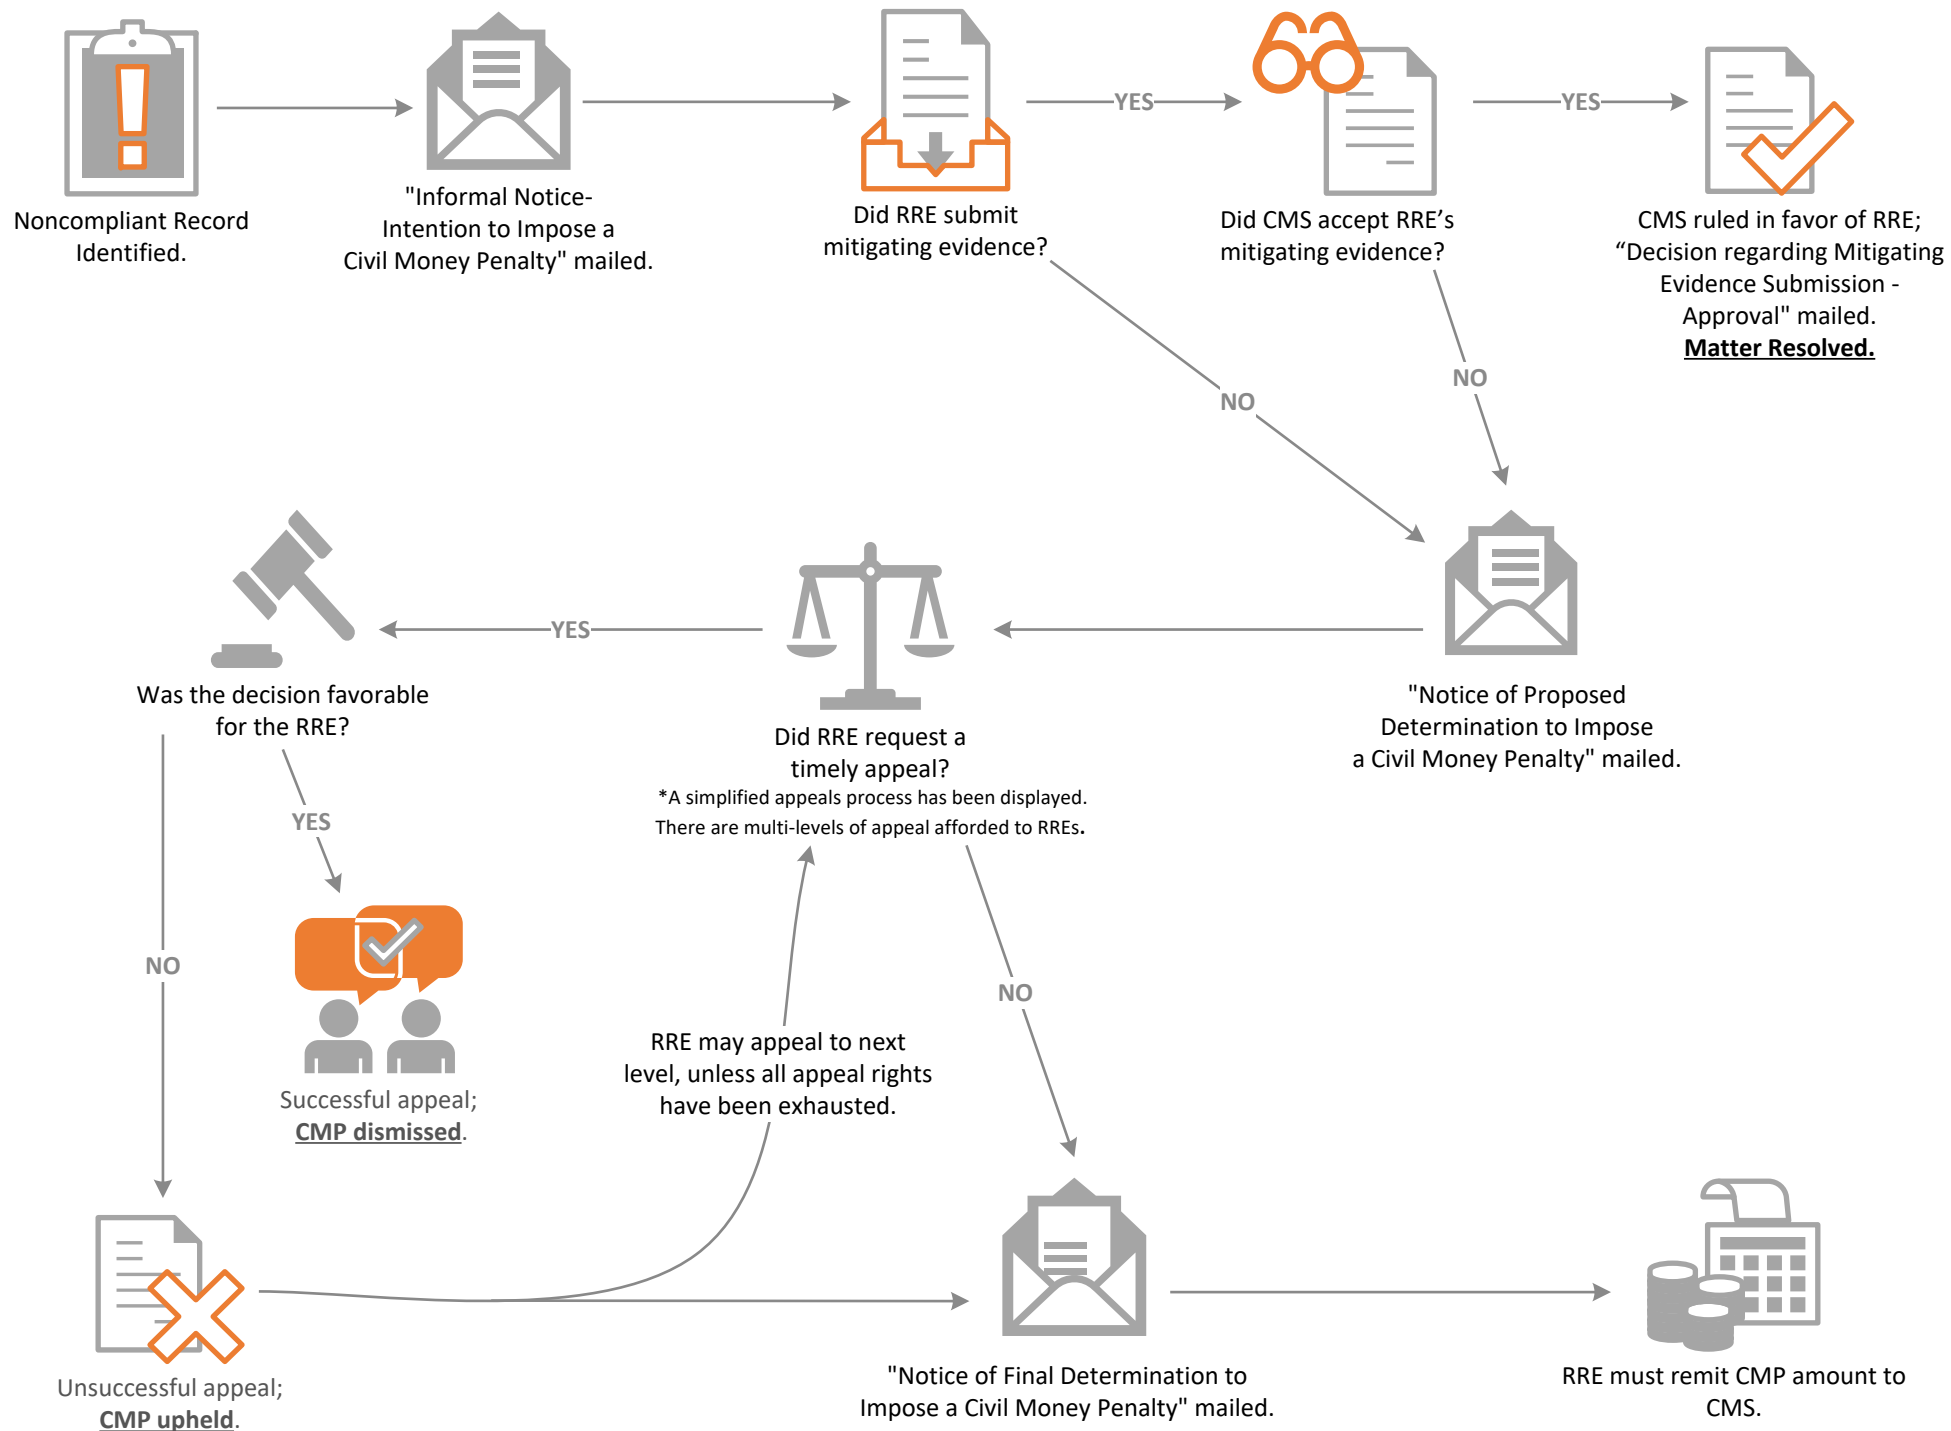 Noncompliant Record
Identified.
"Informal Notice-
Intention to Impose a
Civil Money Penalty" mailed.
Did RRE submit
mitigating evidence?
YES
Did CMS accept RRE’s
mitigating evidence?
YES
CMS ruled in favor of RRE;
“Decision regarding Mitigating
Evidence Submission -
Approval" mailed.
Matter Resolved.
NO
NO
"Notice of Proposed
Determination to Impose
a Civil Money Penalty" mailed.
Did RRE request a
timely appeal?
*A simplified appeals process has been displayed.
There are multi-levels of appeal afforded to RREs.
YES
Was the decision favorable
for the RRE?
YES
Successful appeal;
CMP dismissed.
NO
Unsuccessful appeal;
CMP upheld.
RRE may appeal to next
level, unless all appeal rights
have been exhausted.
NO
"Notice of Final Determination to
Impose a Civil Money Penalty" mailed.
RRE must remit CMP amount to
CMS.